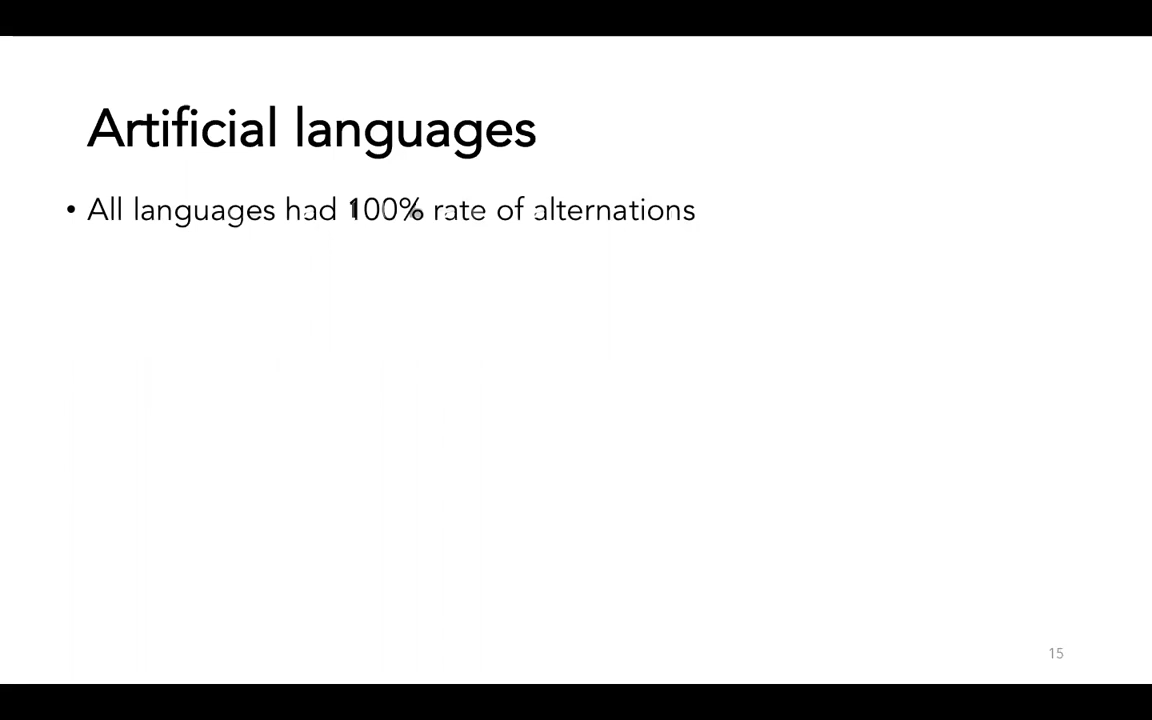 Artificial languages
• All languages had 100% rate of alternations
15